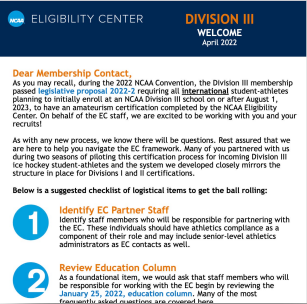 NCAA ELIGIBILITY CENTER
DIVISION III
WELCOME
April 2022
Dear Membership Contact,
As you may recall, during the 2022 NCAA Convention, the Division III membership
passed legislative proposal 2022-2 requiring all international student-athletes
planning to initially enroll at an NCAA Division III school on or after August 1,
2023, to have an amateurism certification completed by the NCAA Eligibility
Center. On behalf of the EC staff, we are excited to be working with you and your
recruits!
As with any new process, we know there will be questions. Rest assured that we
are here to help you navigate the EC framework. Many of you partnered with us
during two seasons of piloting this certification process for incoming Division III
ice hockey student-athletes and the system we developed closely mirrors the
structure in place for Divisions I and II certifications.
Below is a suggested checklist of logistical items to get the ball rolling:
1
Identify EC Partner Staff
Identify staff members who will be responsible for partnering with
the EC. These individuals should have athletics compliance as a
component of their role and may include senior-level athletics
administrators as EC contacts as well.
2
Review Education Column
As a foundational item, we would ask that staff members who will
be responsible for working with the EC begin by reviewing the
January 25, 2022, education column. Many of the most
frequently asked questions are covered here.